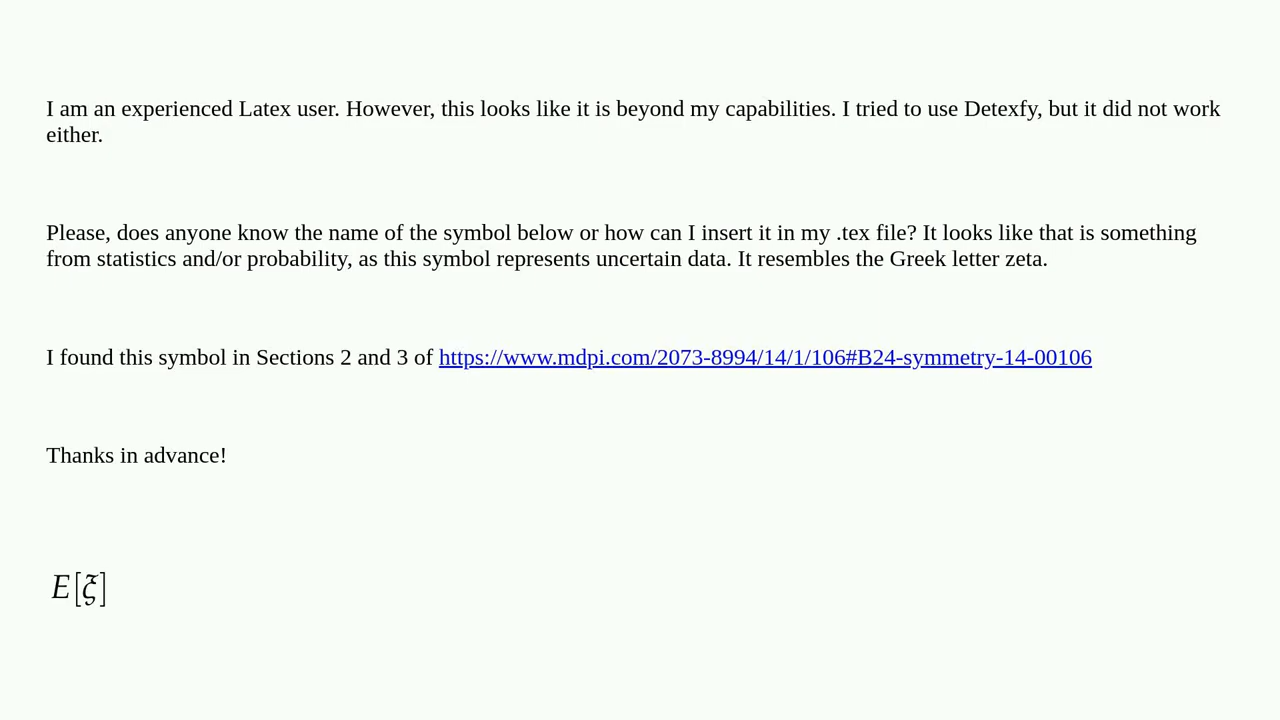 I am an experienced Latex user. However, this looks like it is beyond my capabilities. I tried to use Detexfy, but it did not work
either.
Please, does anyone know the name of the symbol below or how can I insert it in my .tex file? It looks like that is something
from statistics and/or probability, as this symbol represents uncertain data. It resembles the Greek letter zeta.
I found this symbol in Sections 2 and 3 of https://www.mdpi.com/2073-8994/14/1/106#B24-symmetry-14-00106
Thanks in advance!
E[ξ]